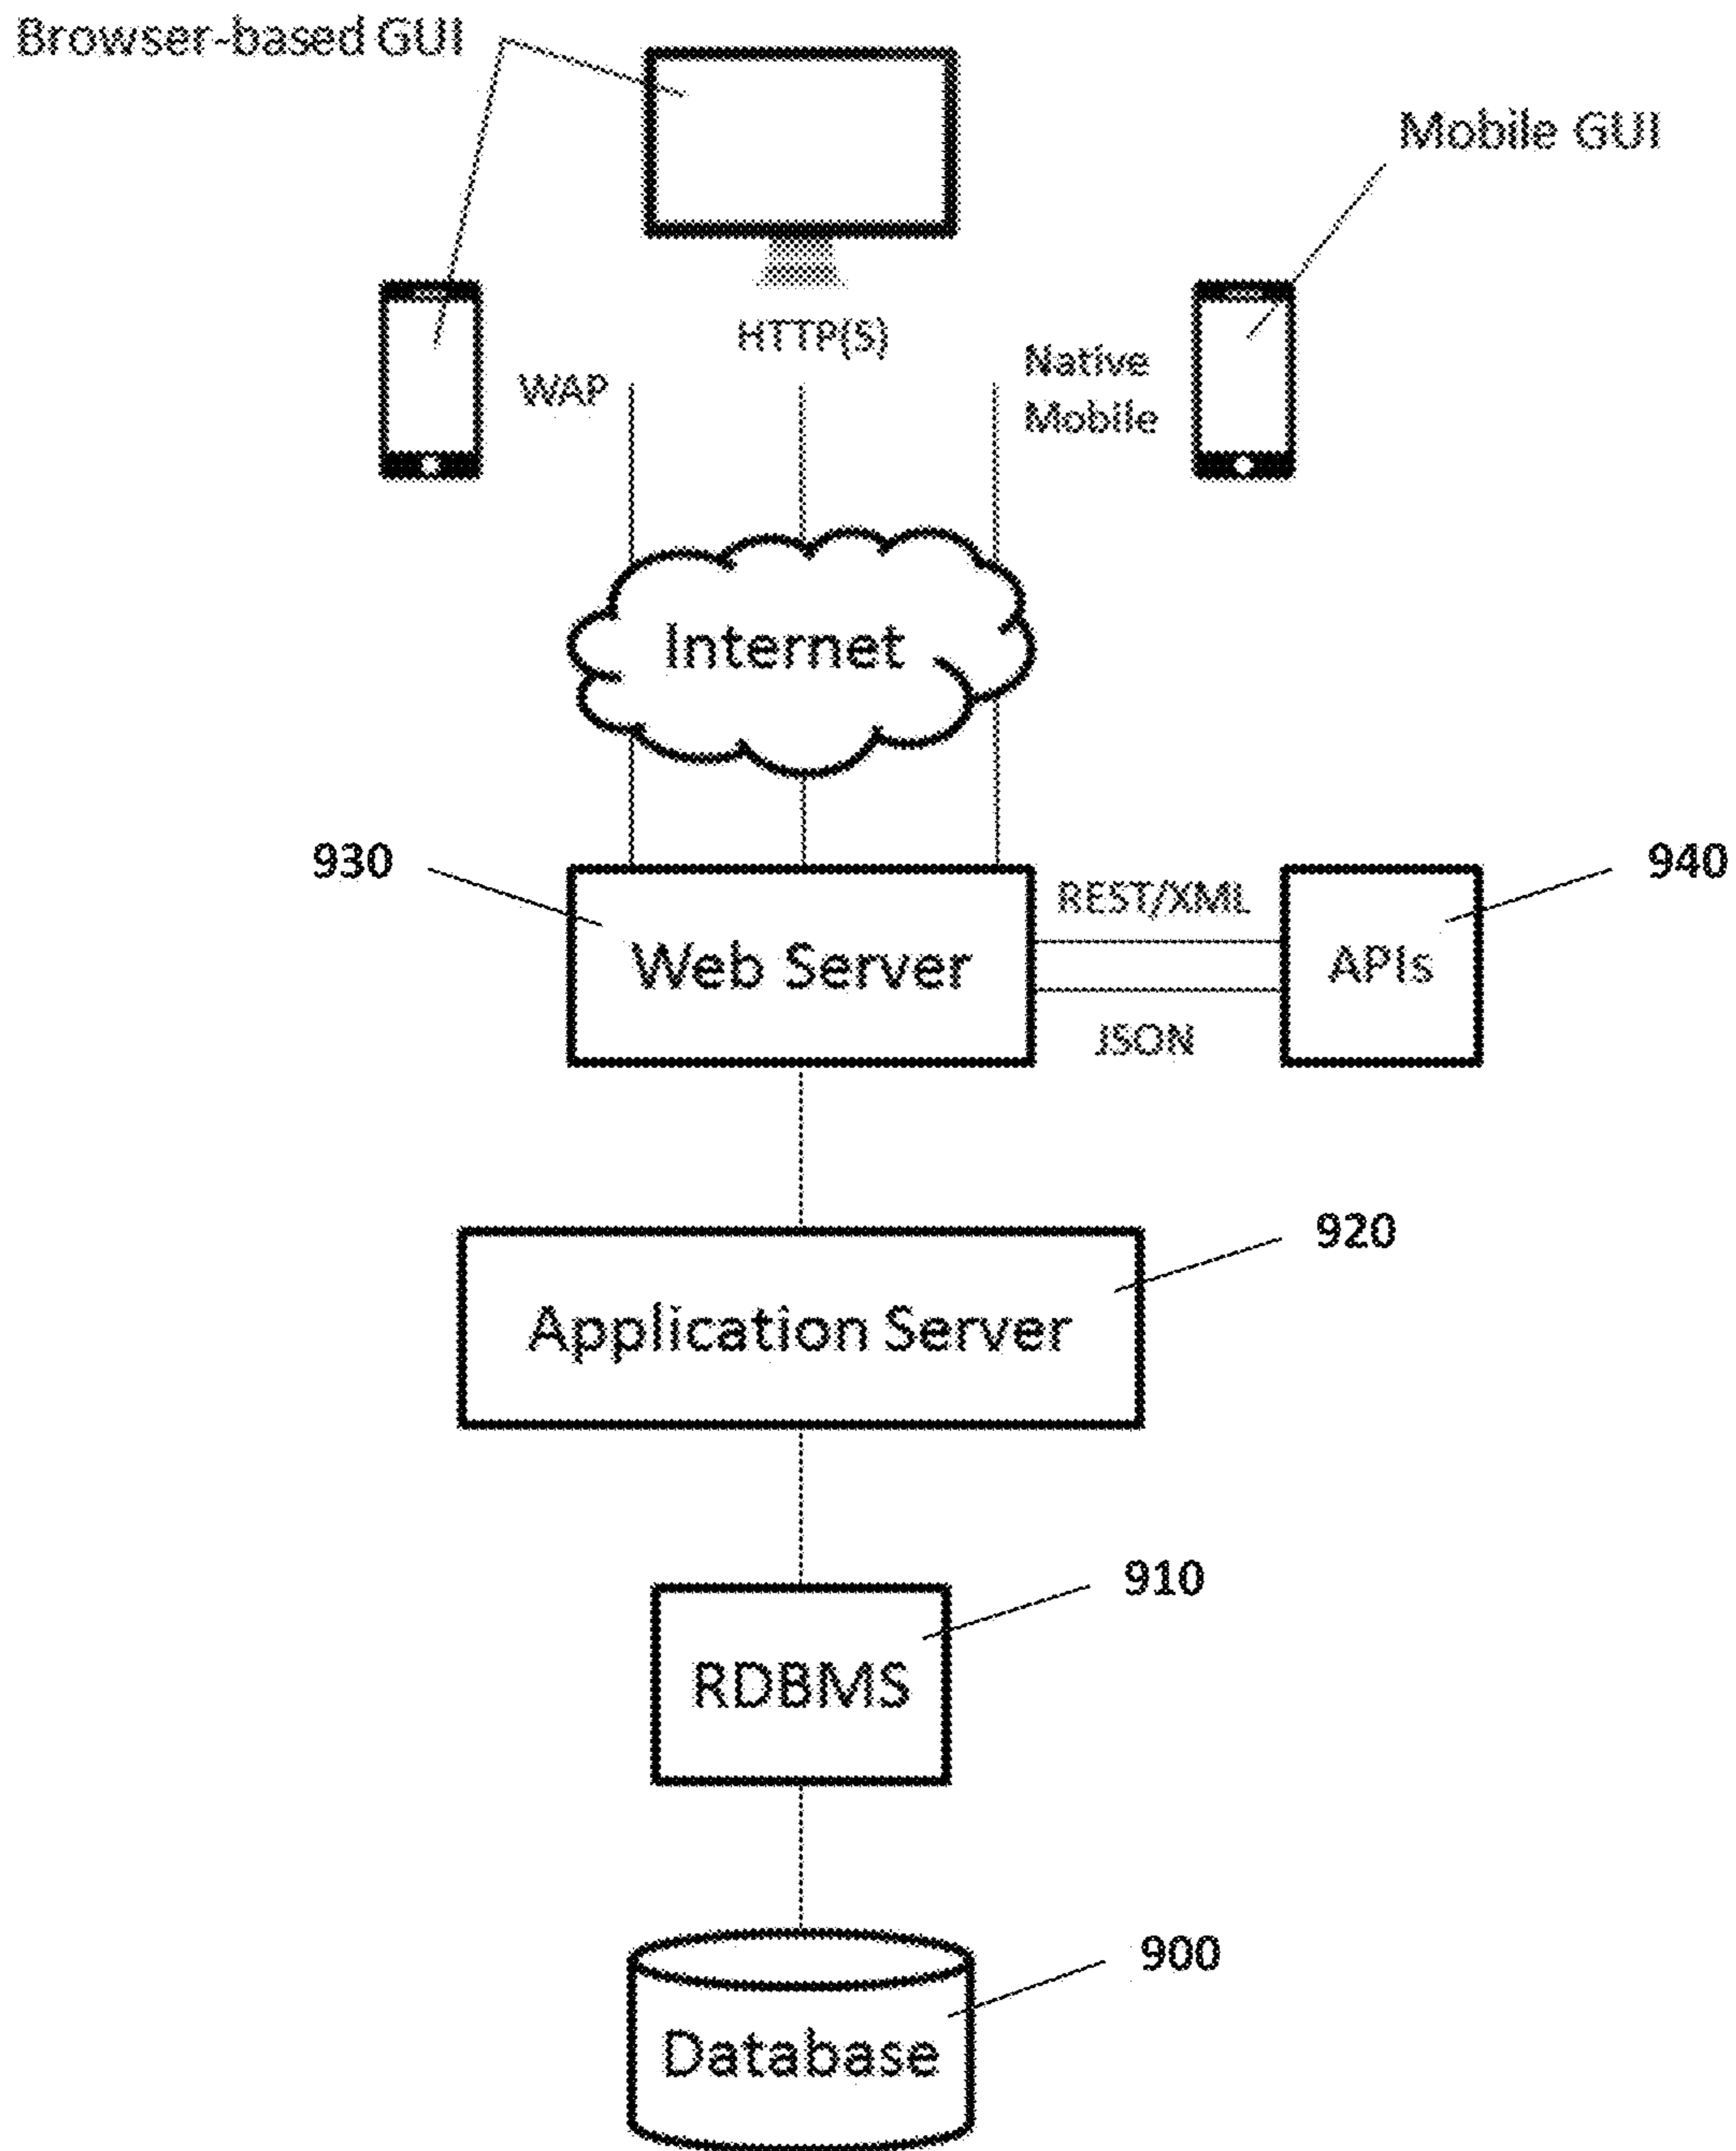 Browser-based GUI
Mobile GUI
HTTP(S)
WAP
Native
Mobile
Internet
930
940
REST/XML
Web Server
APIs
JSON
920
Application Server
910
RDBMS
900
Database